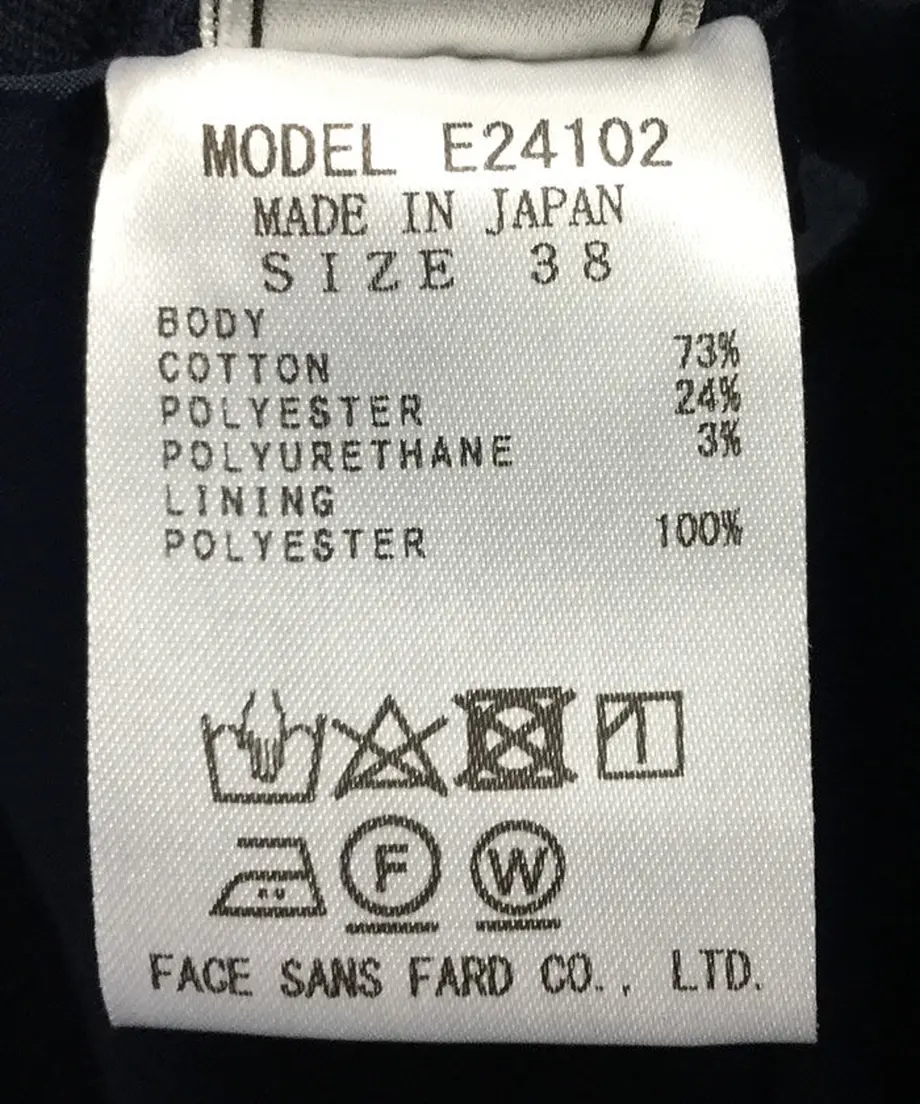 MODEL E24102
MADE IN JAPAN
SIZE 38
BODY
COTTON 73%
POLYESTER 24%
POLYURETHANE 3%
LINING
POLYESTER 100%
F W
FACE SANS FARD CO., LTD.